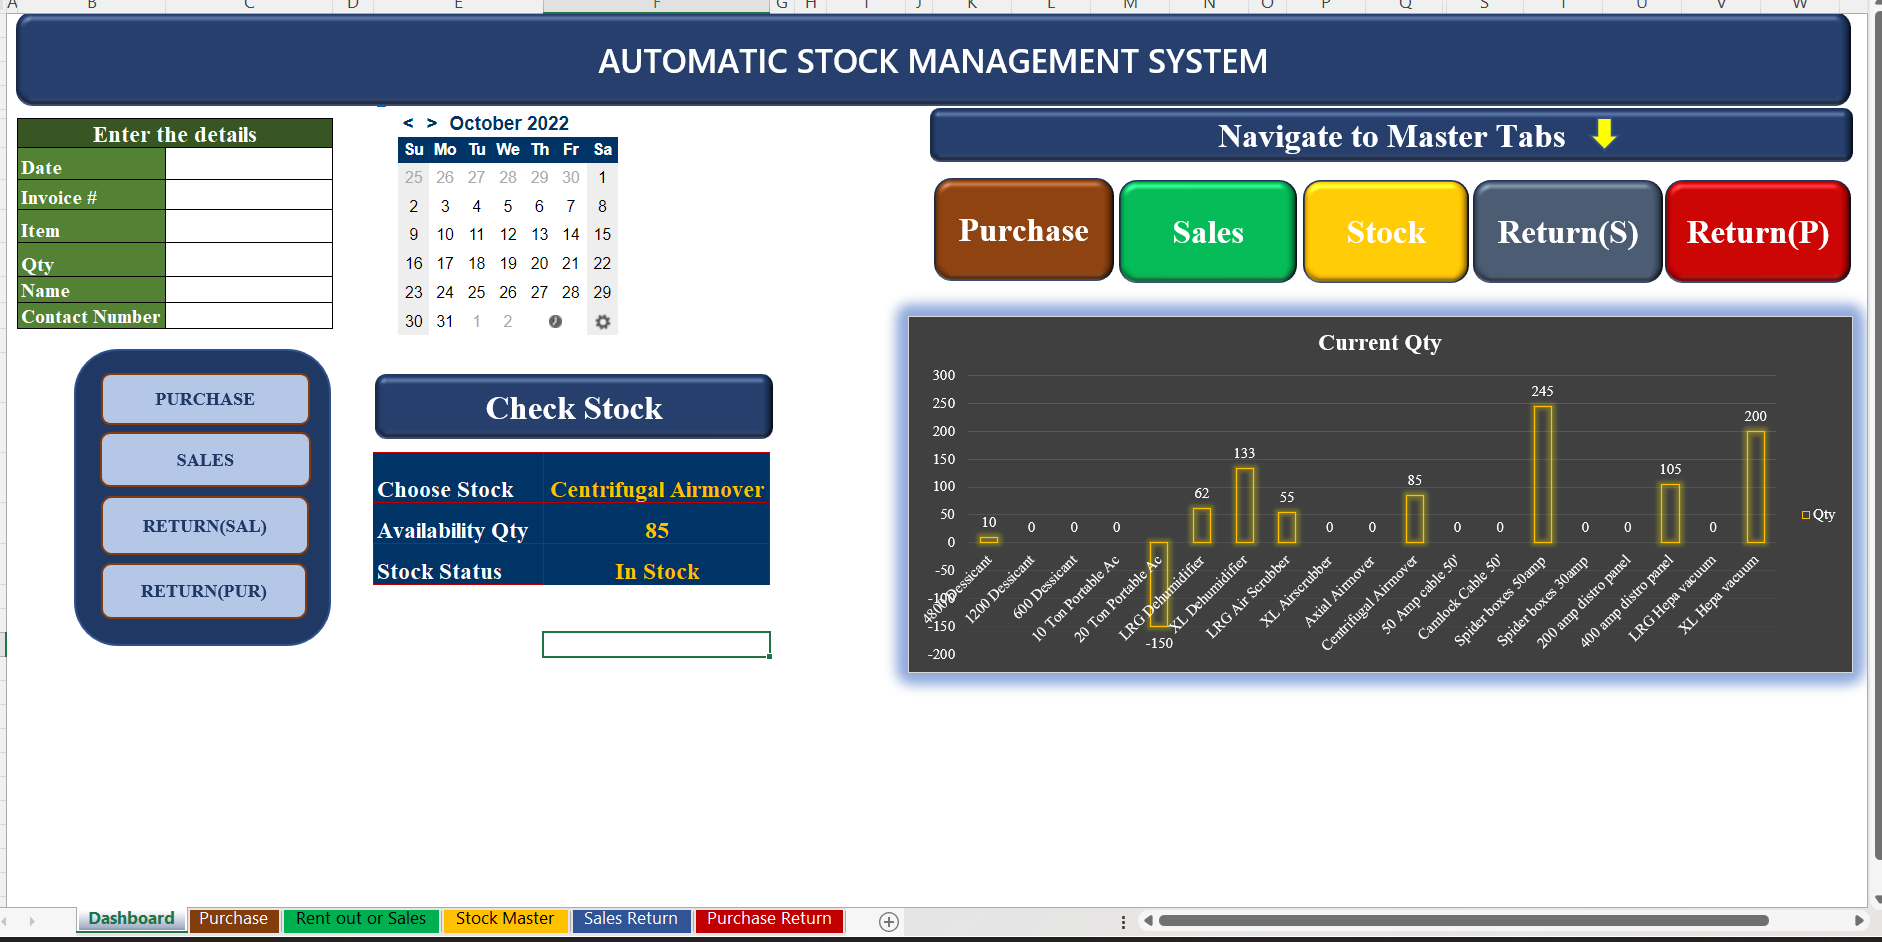 A B C D E F G H I J K L M N O P Q R S T U V W
AUTOMATIC STOCK MANAGEMENT SYSTEM
Enter the details
Date
Invoice #
Item
Qty
Name
Contact Number
< > October 2022
Su Mo Tu We Th Fr Sa
25 26 27 28 29 30 1
2 3 4 5 6 7 8
9 10 11 12 13 14 15
16 17 18 19 20 21 22
23 24 25 26 27 28 29
30 31 1 2
Navigate to Master Tabs
Purchase Sales Stock Return(S) Return(P)
PURCHASE
SALES
RETURN(SAL)
RETURN(PUR)
Check Stock
Choose Stock Centrifugal Airmover
Availability Qty 85
Stock Status In Stock
Current Qty
300
250
200
150
100
50
0
-50
-100
-150
-200
10 0 0 0 -150 62 133 55 0 0 85 0 0 245 0 0 105 0 200
4800 Dessicant
1200 Dessicant
600 Dessicant
10 Ton Portable Ac
20 Ton Portable Ac
LRG Dehumidifier
XL Dehumidifier
LRG Air Scrubber
XL Airscrubber
Axial Airmover
Centrifugal Airmover
50 Amp cable 50'
Camlock Cable 50'
Spider boxes 50amp
Spider boxes 30amp
200 amp distro panel
400 amp distro panel
LRG Hepa vacuum
XL Hepa vacuum
Qty
Dashboard Purchase Rent out or Sales Stock Master Sales Return Purchase Return